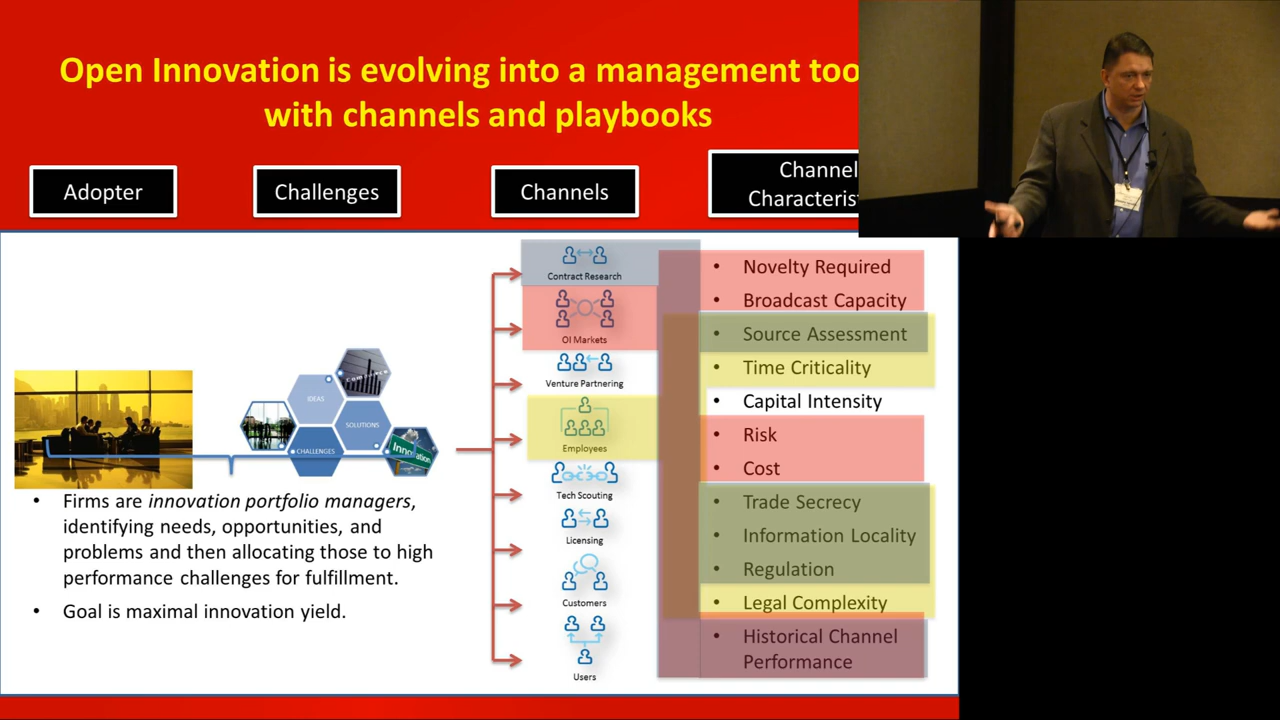 Open Innovation is evolving into a management too
with channels and playbooks
Adopter
Challenges
Channels
Channel
Characteris
IDEAS
SOLUTIONS
CHALLENGES
Innovation
• Firms are innovation portfolio managers,
identifying needs, opportunities, and
problems and then allocating those to high
performance challenges for fulfillment.
• Goal is maximal innovation yield.
Contract Research
OI Markets
Venture Partnering
Employees
Tech Scouting
Licensing
Customers
Users
• Novelty Required
• Broadcast Capacity
• Source Assessment
• Time Criticality
• Capital Intensity
• Risk
• Cost
• Trade Secrecy
• Information Locality
• Regulation
• Legal Complexity
• Historical Channel
Performance